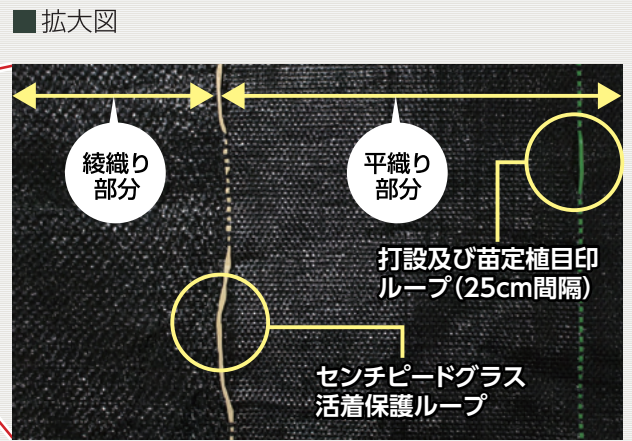 ■拡大図
綾織り
部分
平織り
部分
打設及び苗定植目印
ループ(25cm間隔)
センチピードグラス
活着保護ループ